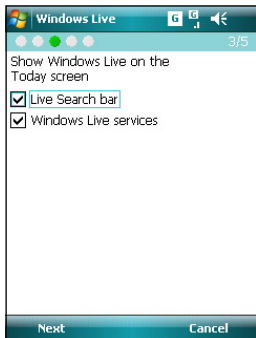 Windows Live
G
G
3/5
Show Windows Live on the
Today screen
Live Search bar
Windows Live services
Next
Cancel